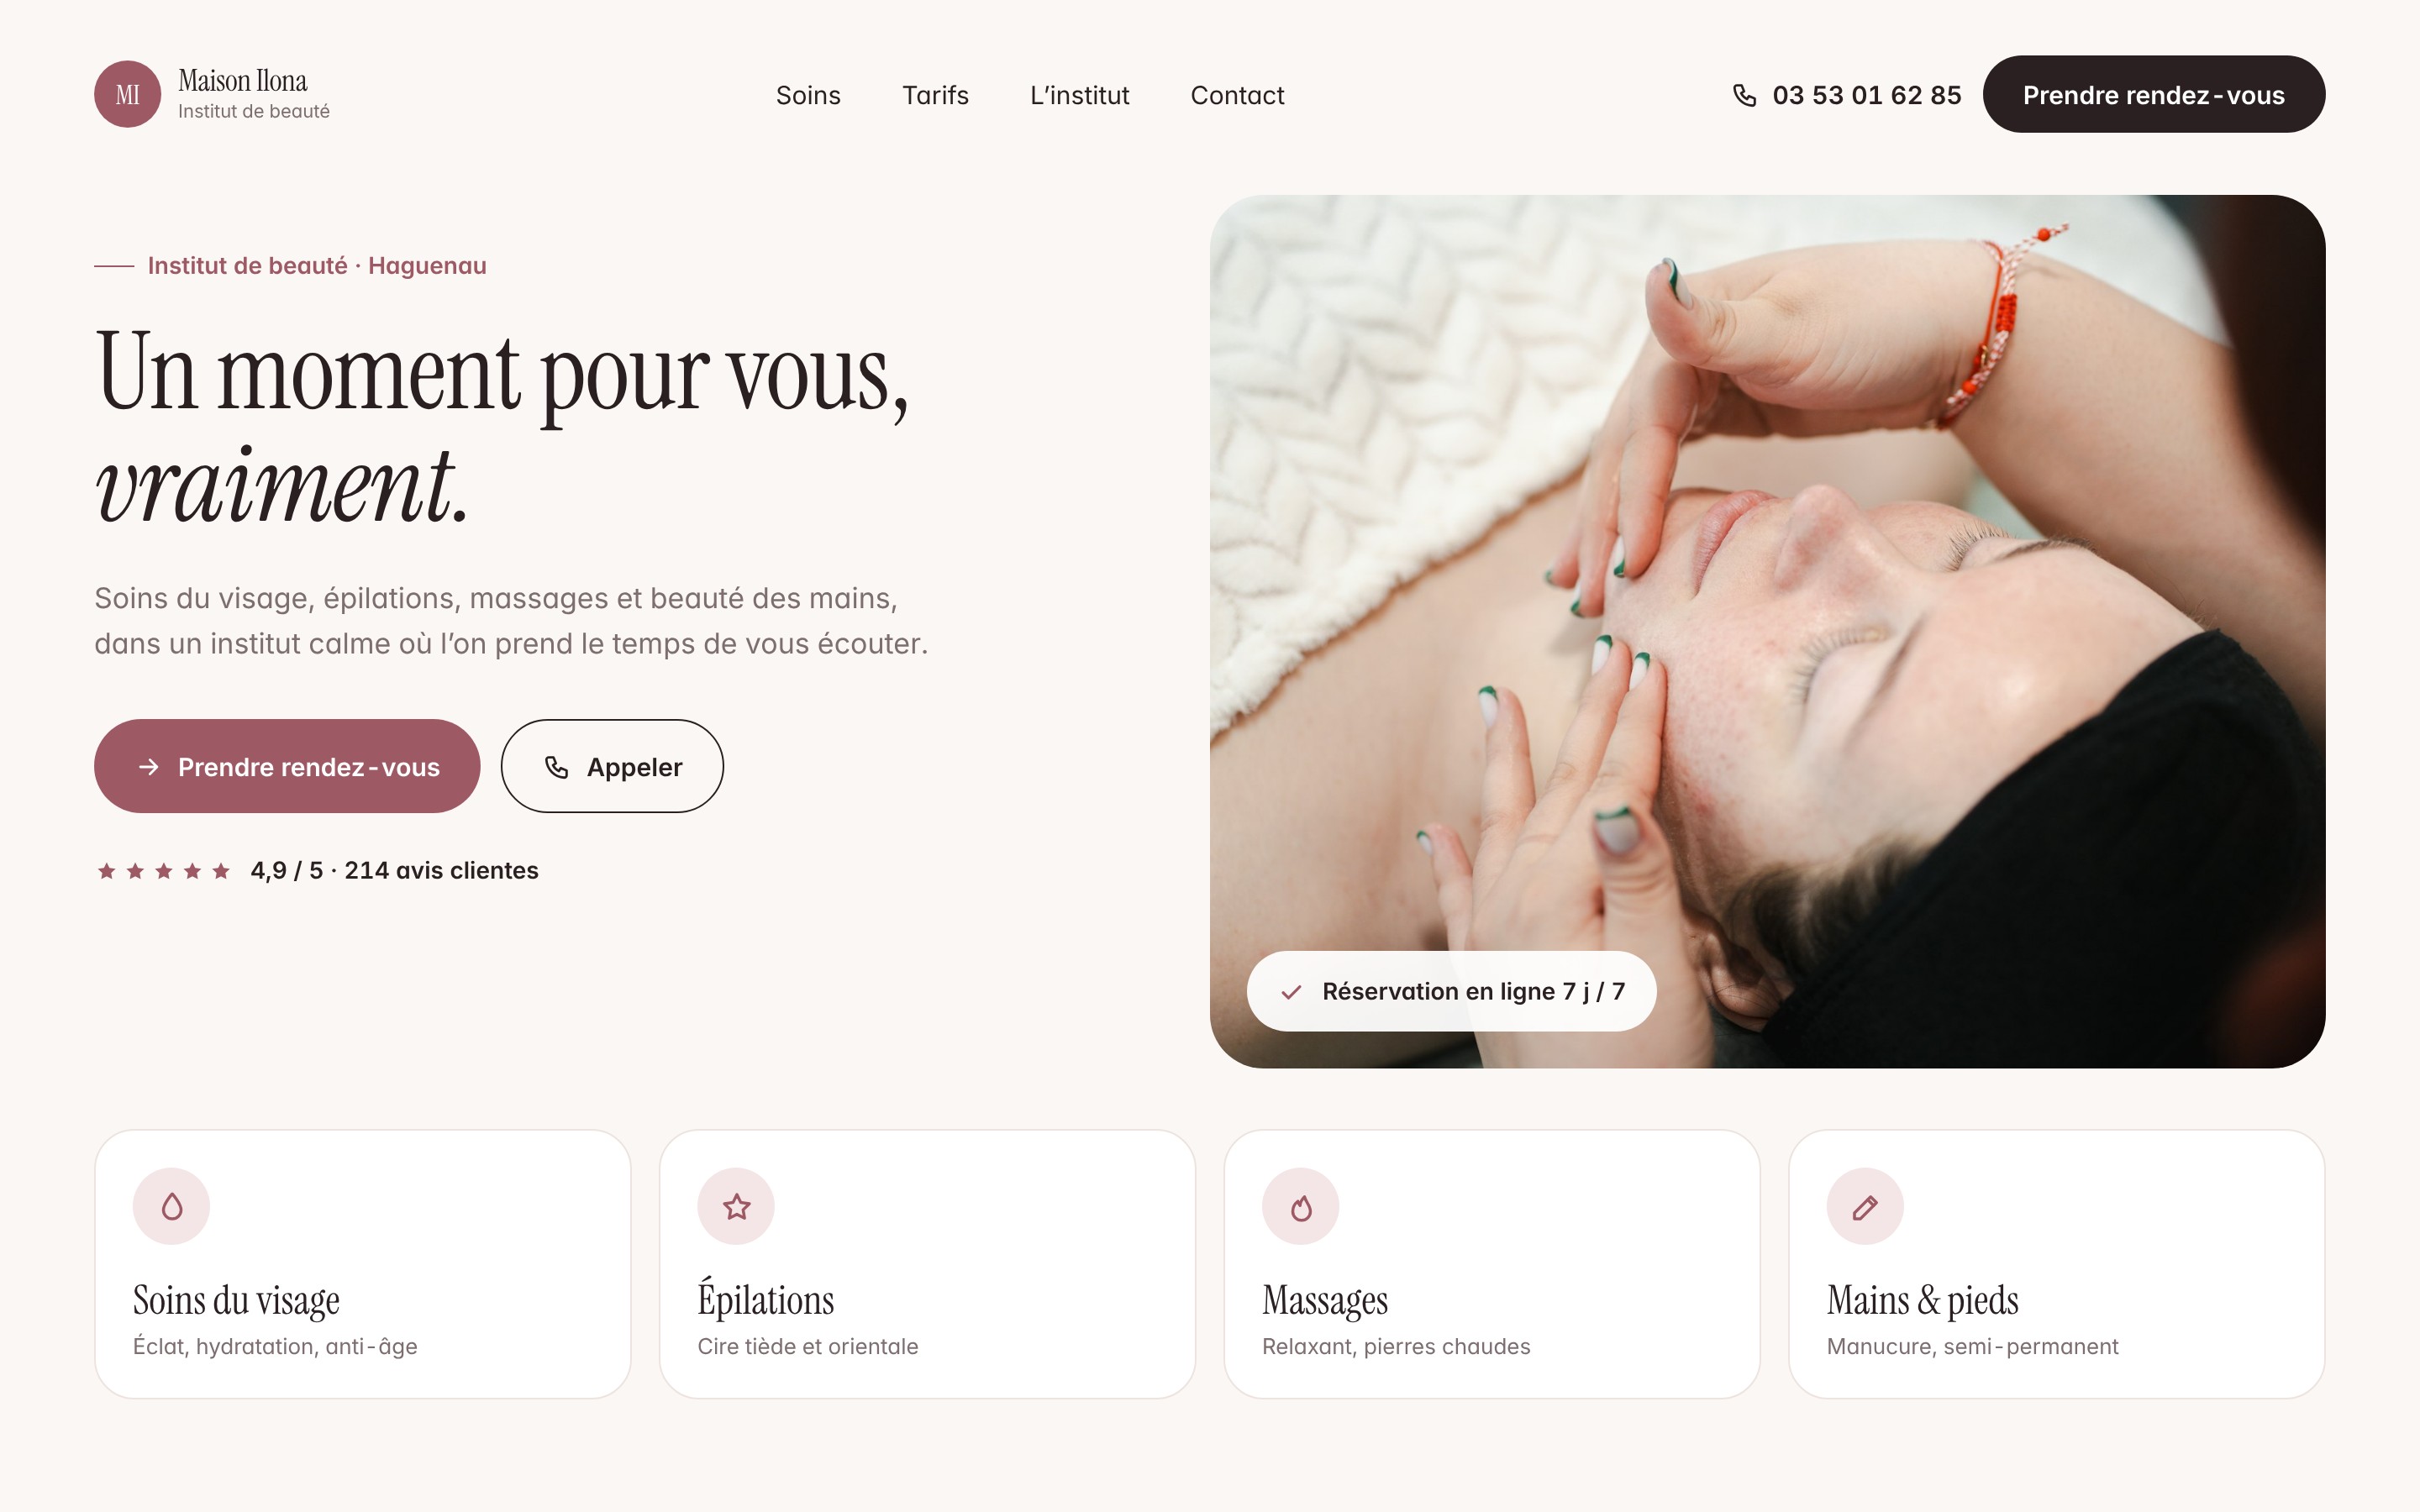 MI
Maison Ilona
Institut de beauté
Soins
Tarifs
L’institut
Contact
03 53 01 62 85
Prendre rendez-vous
Institut de beauté · Haguenau
Un moment pour vous,
vraiment.
Soins du visage, épilations, massages et beauté des mains,
dans un institut calme où l’on prend le temps de vous écouter.
Prendre rendez-vous
Appeler
4,9 / 5 · 214 avis clientes
Réservation en ligne 7 j / 7
Soins du visage
Éclat, hydratation, anti-âge
Épilations
Cire tiède et orientale
Massages
Relaxant, pierres chaudes
Mains & pieds
Manucure, semi-permanent